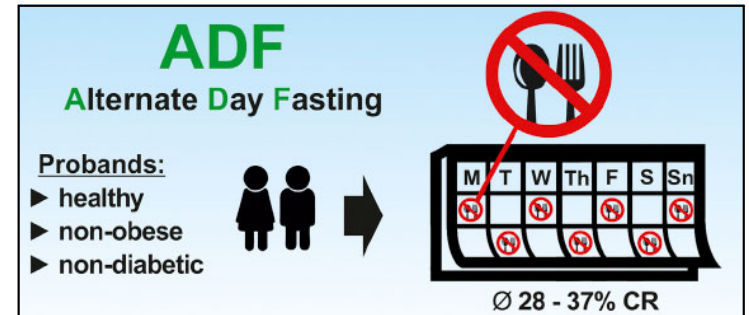 ADF
Alternate Day Fasting
Probands:
► healthy
► non-obese
► non-diabetic
M T W Th F S Sn
Ø 28 - 37% CR